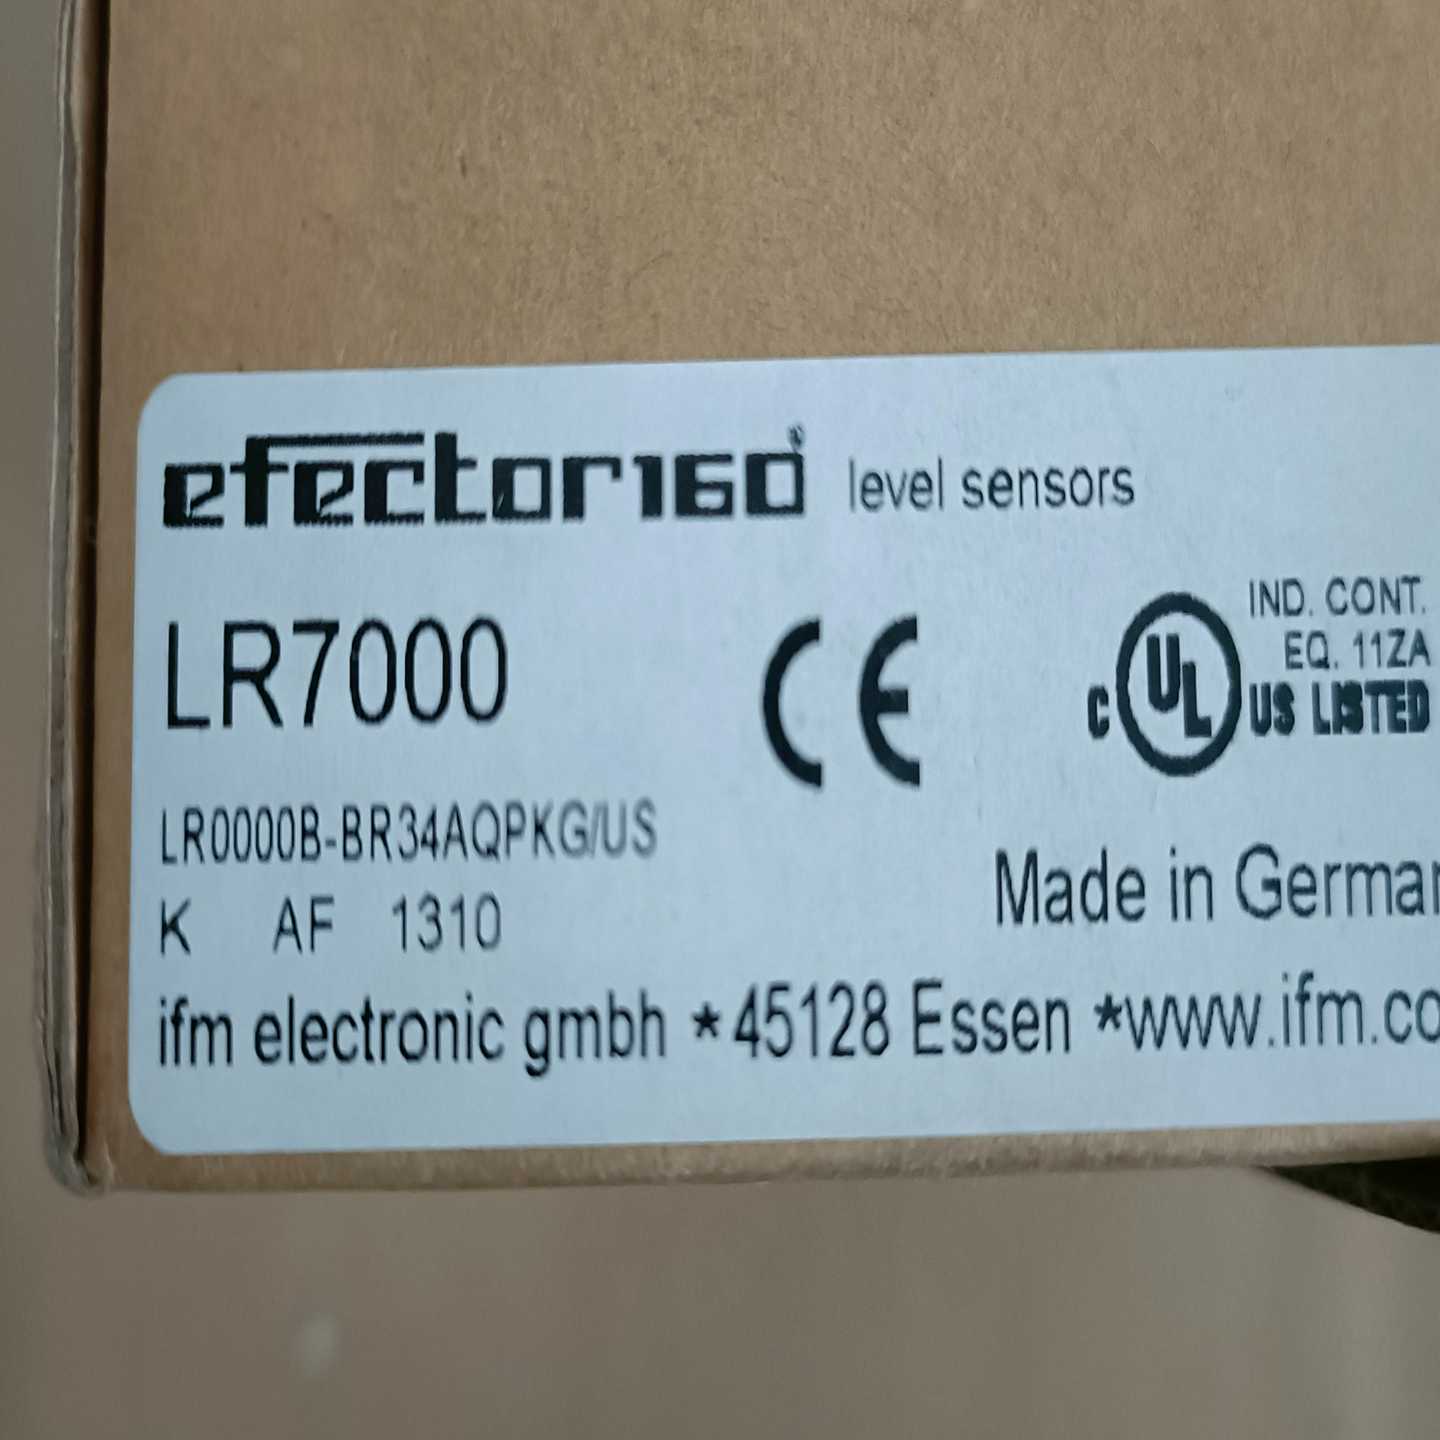 efector160® level sensors
LR7000
CE
IND. CONT.
EQ. 11ZA
C UL US LISTED
LR0000B-BR34AQPKG/US
K AF 1310
Made in German
ifm electronic gmbh *45128 Essen *www.ifm.co